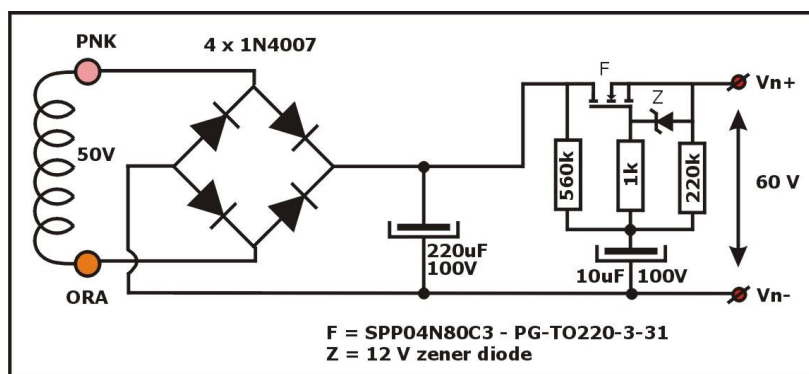 PNK
4 x 1N4007
F
Z
Vn+
50V
560k
1k
220k
60 V
220uF
100V
10uF 100V
ORA
Vn-
F = SPP04N80C3 - PG-TO220-3-31
Z = 12 V zener diode